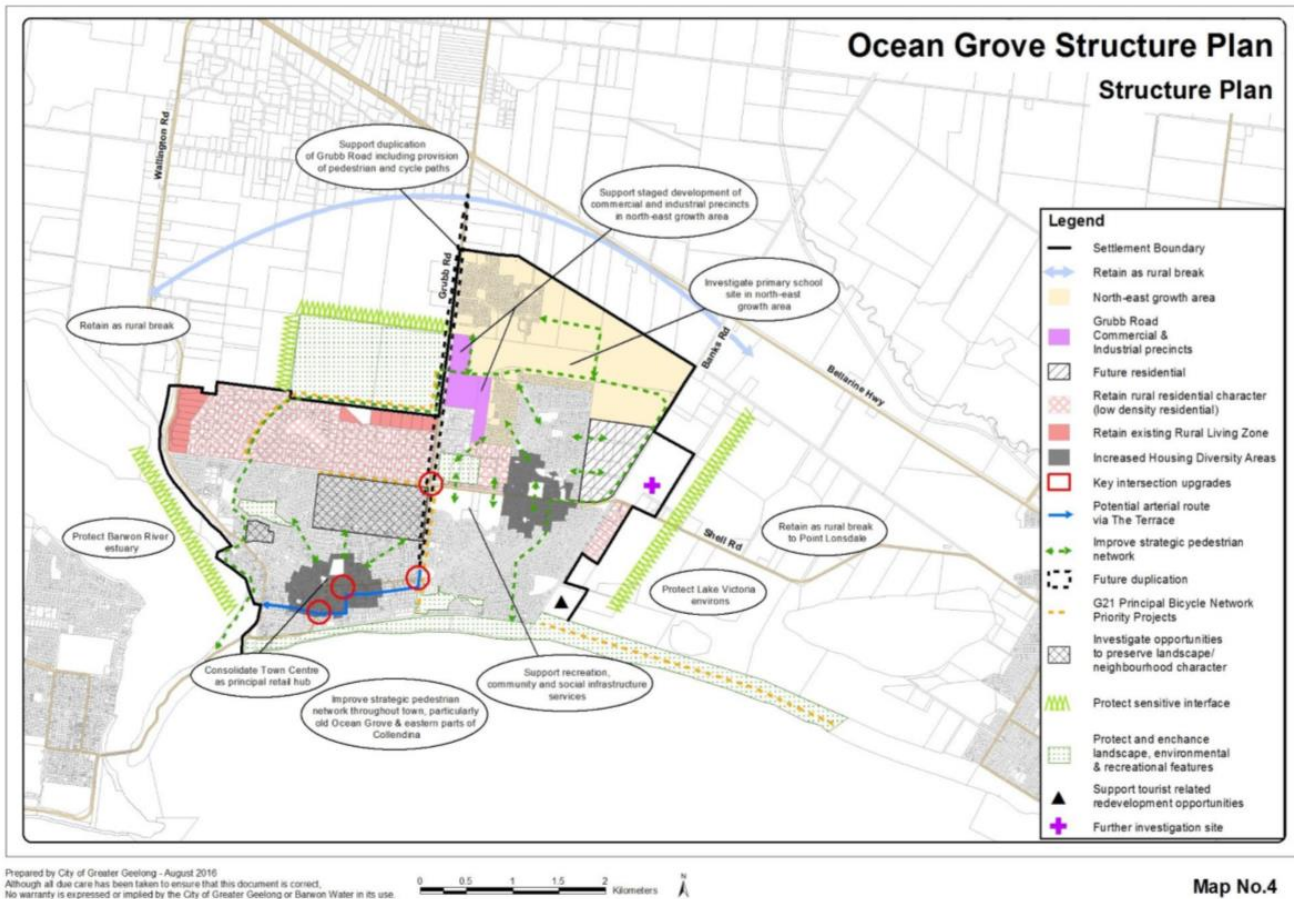 Ocean Grove Structure Plan
Structure Plan
Wallington Rd
Support duplication
of Grubb Road including provision
of pedestrian and cycle paths
Support staged development of
commercial and industrial precincts
in north-east growth area
Grubb Rd
Investigate primary school
site in north-east
growth area
Retain as rural break
Banks Rd
Bellarine Hwy
Protect Barwon River
estuary
Shell Rd
Retain as rural break
to Point Lonsdale
Protect Lake Victoria
environs
Consolidate Town Centre
as principal retail hub
Support recreation,
community and social infrastructure
services
Improve strategic pedestrian
network throughout town, particularly
old Ocean Grove & eastern parts of
Collendina
Legend
Settlement Boundary
Retain as rural break
North-east growth area
Grubb Road
Commercial &
Industrial precincts
Future residential
Retain rural residential character
(low density residential)
Retain existing Rural Living Zone
Increased Housing Diversity Areas
Key intersection upgrades
Potential arterial route
via The Terrace
Improve strategic pedestrian
network
Future duplication
G21 Principal Bicycle Network
Priority Projects
Investigate opportunities
to preserve landscape/
neighbourhood character
Protect sensitive interface
Protect and enchance
landscape, environmental
& recreational features
Support tourist related
redevelopment opportunities
Further investigation site
Prepared by City of Greater Geelong - August 2016
Although all due care has been taken to ensure that this document is correct,
No warranty is expressed or implied by the City of Greater Geelong or Barwon Water in its use.
0 0.5 1 1.5 2 Kilometers
N
Map No.4